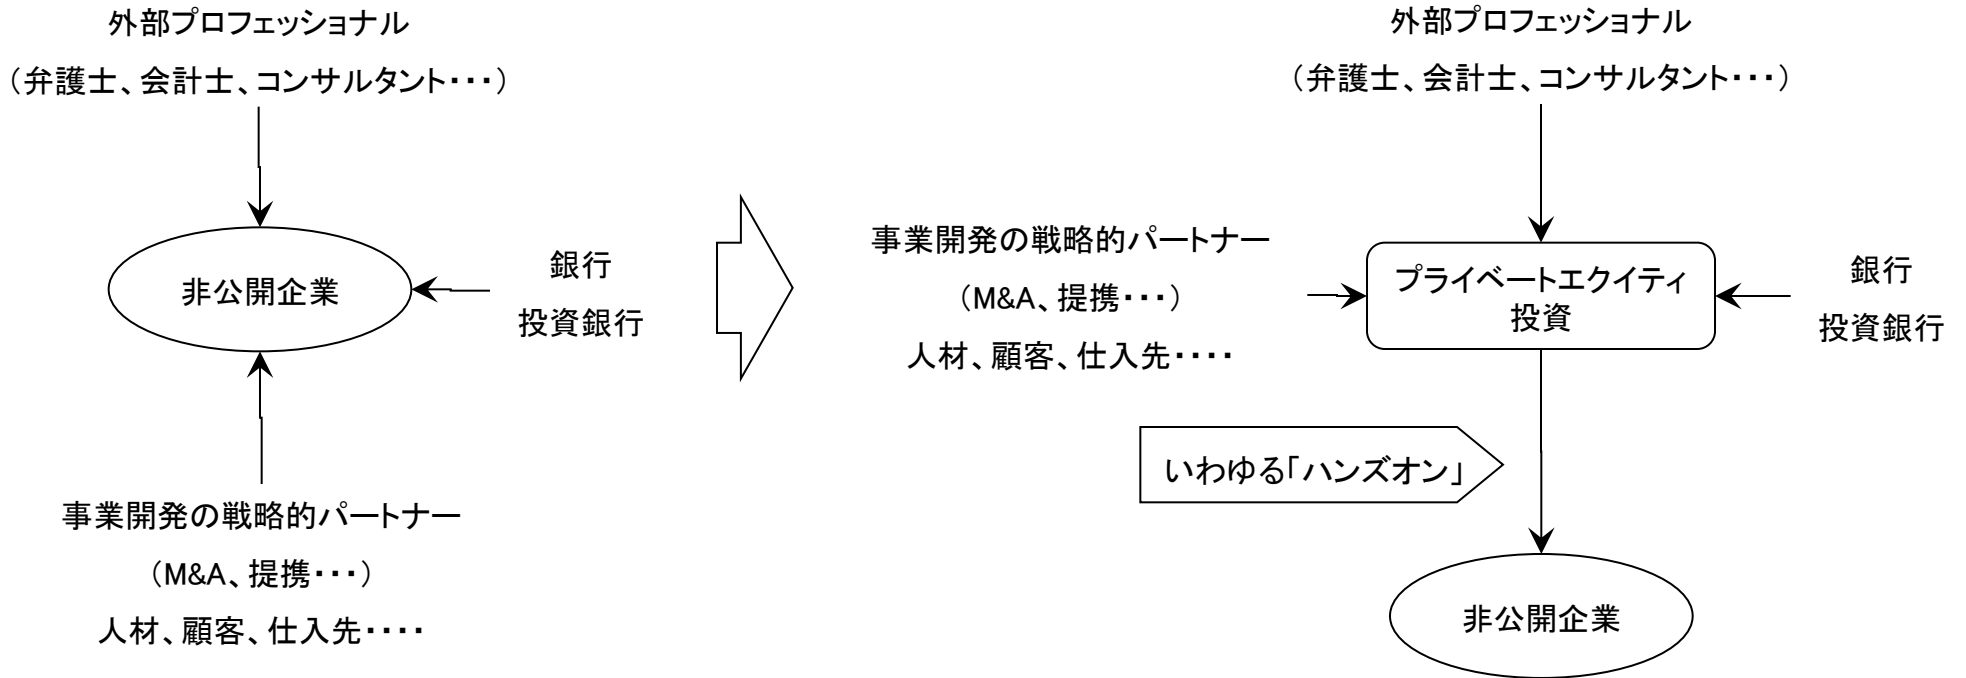 外部プロフェッショナル
（弁護士、会計士、コンサルタント・・・）
非公開企業
銀行
投資銀行
事業開発の戦略的パートナー
（M&A、提携・・・）
人材、顧客、仕入先・・・・
外部プロフェッショナル
（弁護士、会計士、コンサルタント・・・）
事業開発の戦略的パートナー
（M&A、提携・・・）
人材、顧客、仕入先・・・・
プライベートエクイティ
投資
銀行
投資銀行
いわゆる「ハンズオン」
非公開企業